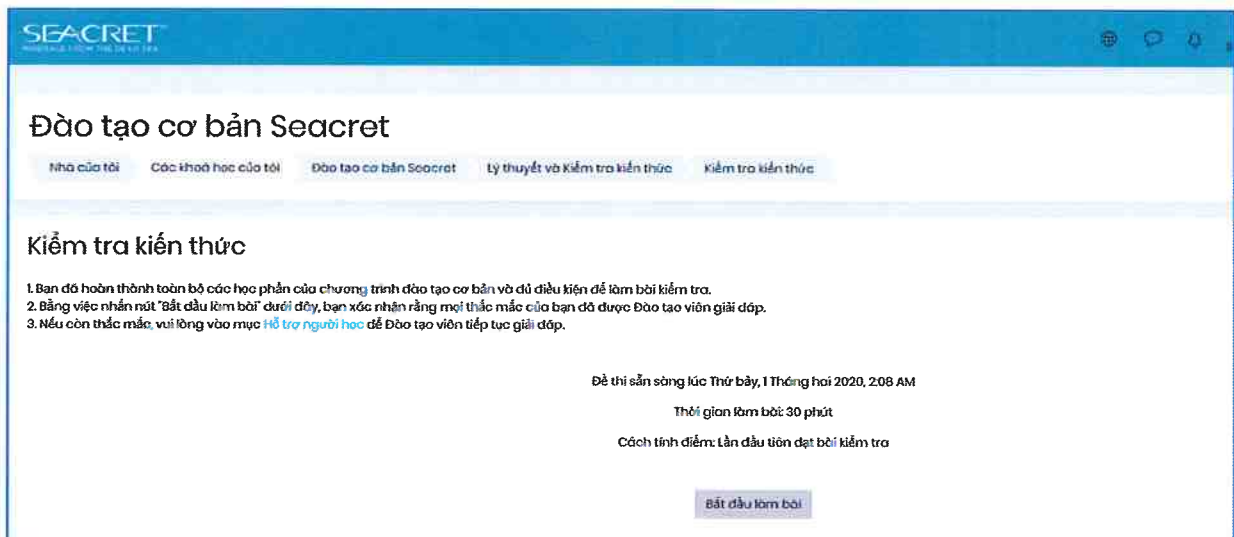 SEACRET
MINERALS FROM THE DEAD SEA
Đào tạo cơ bản Seacret
Nhà của tôi Các khoá học của tôi Đào tạo cơ bản Seacret Lý thuyết và Kiểm tra kiến thức Kiểm tra kiến thức
Kiểm tra kiến thức
1. Bạn đã hoàn thành toàn bộ các học phần của chương trình đào tạo cơ bản và đủ điều kiện để làm bài kiểm tra.
2. Bằng việc nhấn nút "Bắt đầu làm bài" dưới đây, bạn xác nhận rằng mọi thắc mắc của bạn đã được Đào tạo viên giải đáp.
3. Nếu còn thắc mắc, vui lòng vào mục Hỗ trợ người học để Đào tạo viên tiếp tục giải đáp.
Đề thi sẵn sàng lúc Thứ bảy, 1 Tháng hai 2020, 2:08 AM
Thời gian làm bài: 30 phút
Cách tính điểm: Lần đầu tiên đạt bài kiểm tra
Bắt đầu làm bài